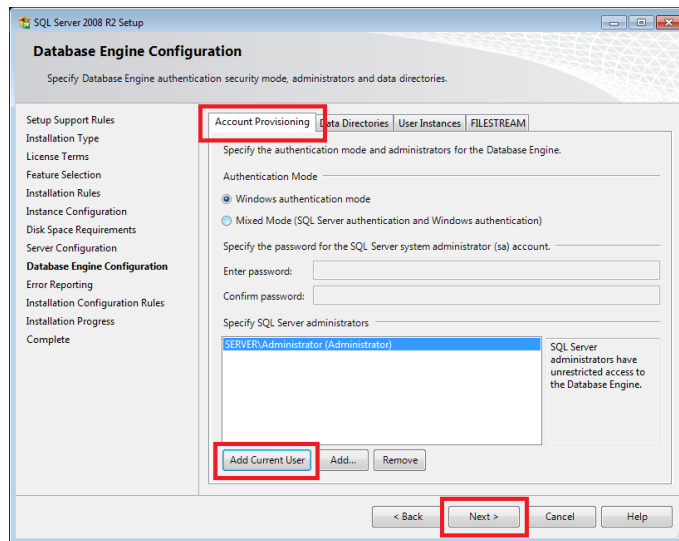 SQL Server 2008 R2 Setup
Database Engine Configuration
Specify Database Engine authentication security mode, administrators and data directories.
Setup Support Rules
Installation Type
License Terms
Feature Selection
Installation Rules
Instance Configuration
Disk Space Requirements
Server Configuration
Database Engine Configuration
Error Reporting
Installation Configuration Rules
Installation Progress
Complete
Account Provisioning Data Directories User Instances FILESTREAM
Specify the authentication mode and administrators for the Database Engine.
Authentication Mode
Windows authentication mode
Mixed Mode (SQL Server authentication and Windows authentication)
Specify the password for the SQL Server system administrator (sa) account.
Enter password:
Confirm password:
Specify SQL Server administrators
SERVER\Administrator (Administrator)
SQL Server
administrators have
unrestricted access to
the Database Engine.
Add Current User Add... Remove
< Back Next > Cancel Help